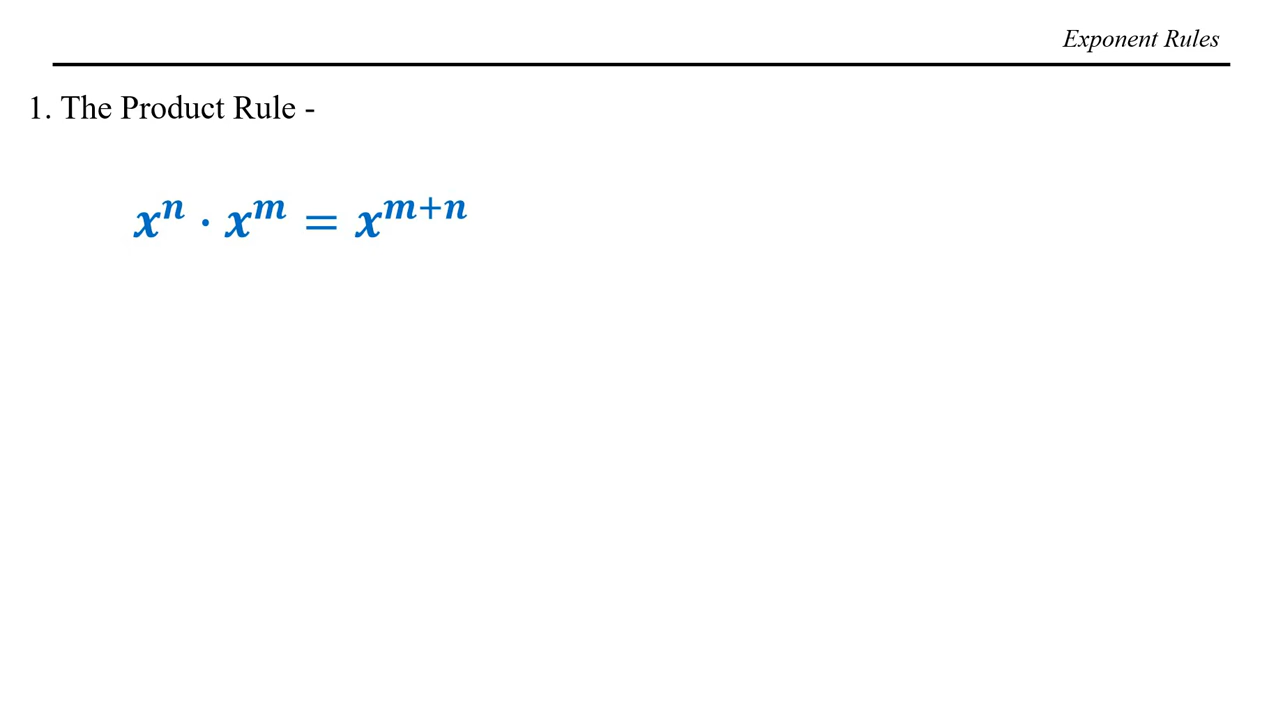 Exponent Rules
1. The Product Rule -
xⁿ · xᵐ = xᵐ⁺ⁿ